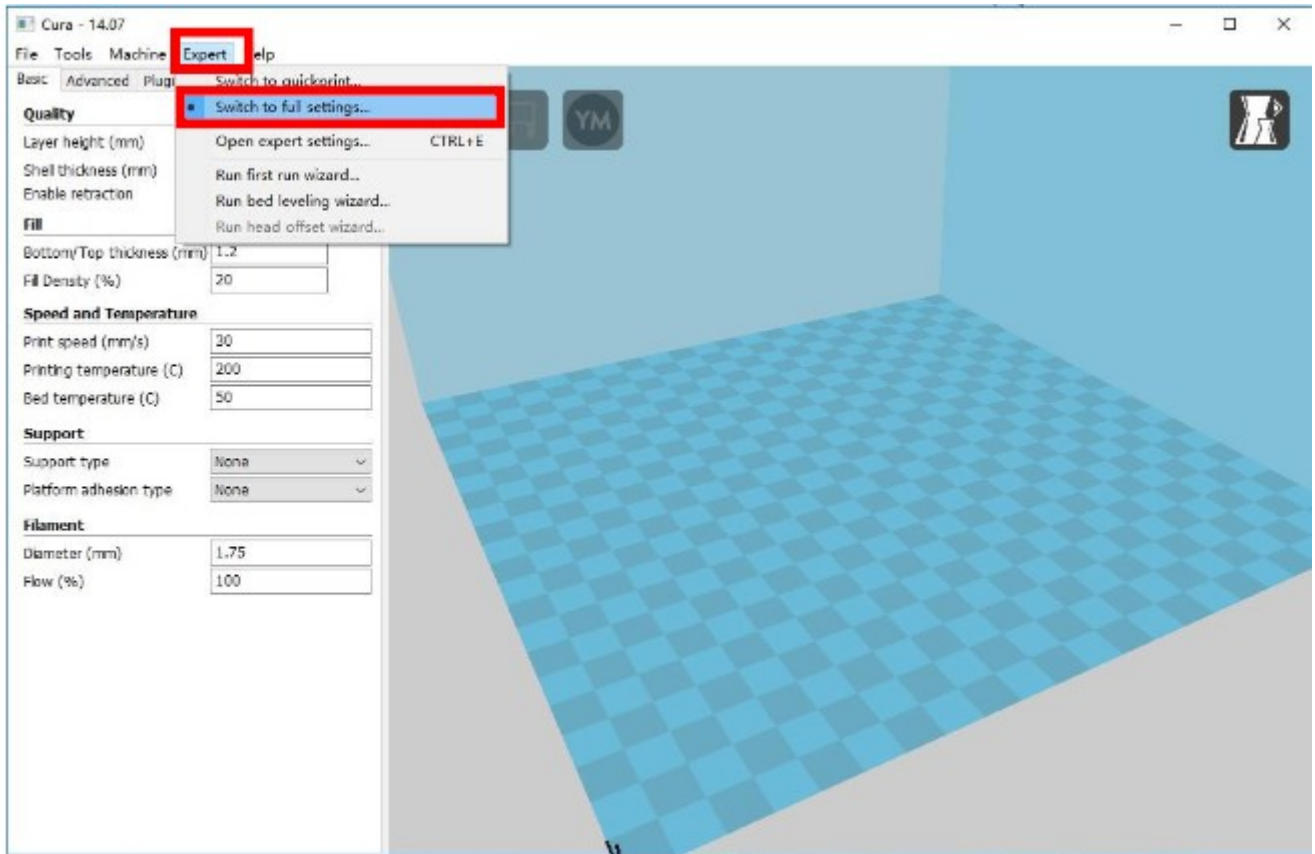 Cura - 14.07
File Tools Machine Expert elp
Basic Advanced Plugi
Switch to quickprint...
Switch to full settings...
Open expert settings... CTRL+E
Run first run wizard...
Run bed leveling wizard...
Run head offset wizard...
Quality
Layer height (mm)
Shell thickness (mm)
Enable retraction
Fill
Bottom/Top thickness (mm) 1.2
Fill Density (%) 20
Speed and Temperature
Print speed (mm/s) 30
Printing temperature (C) 200
Bed temperature (C) 50
Support
Support type None
Platform adhesion type None
Filament
Diameter (mm) 1.75
Flow (%) 100
YM